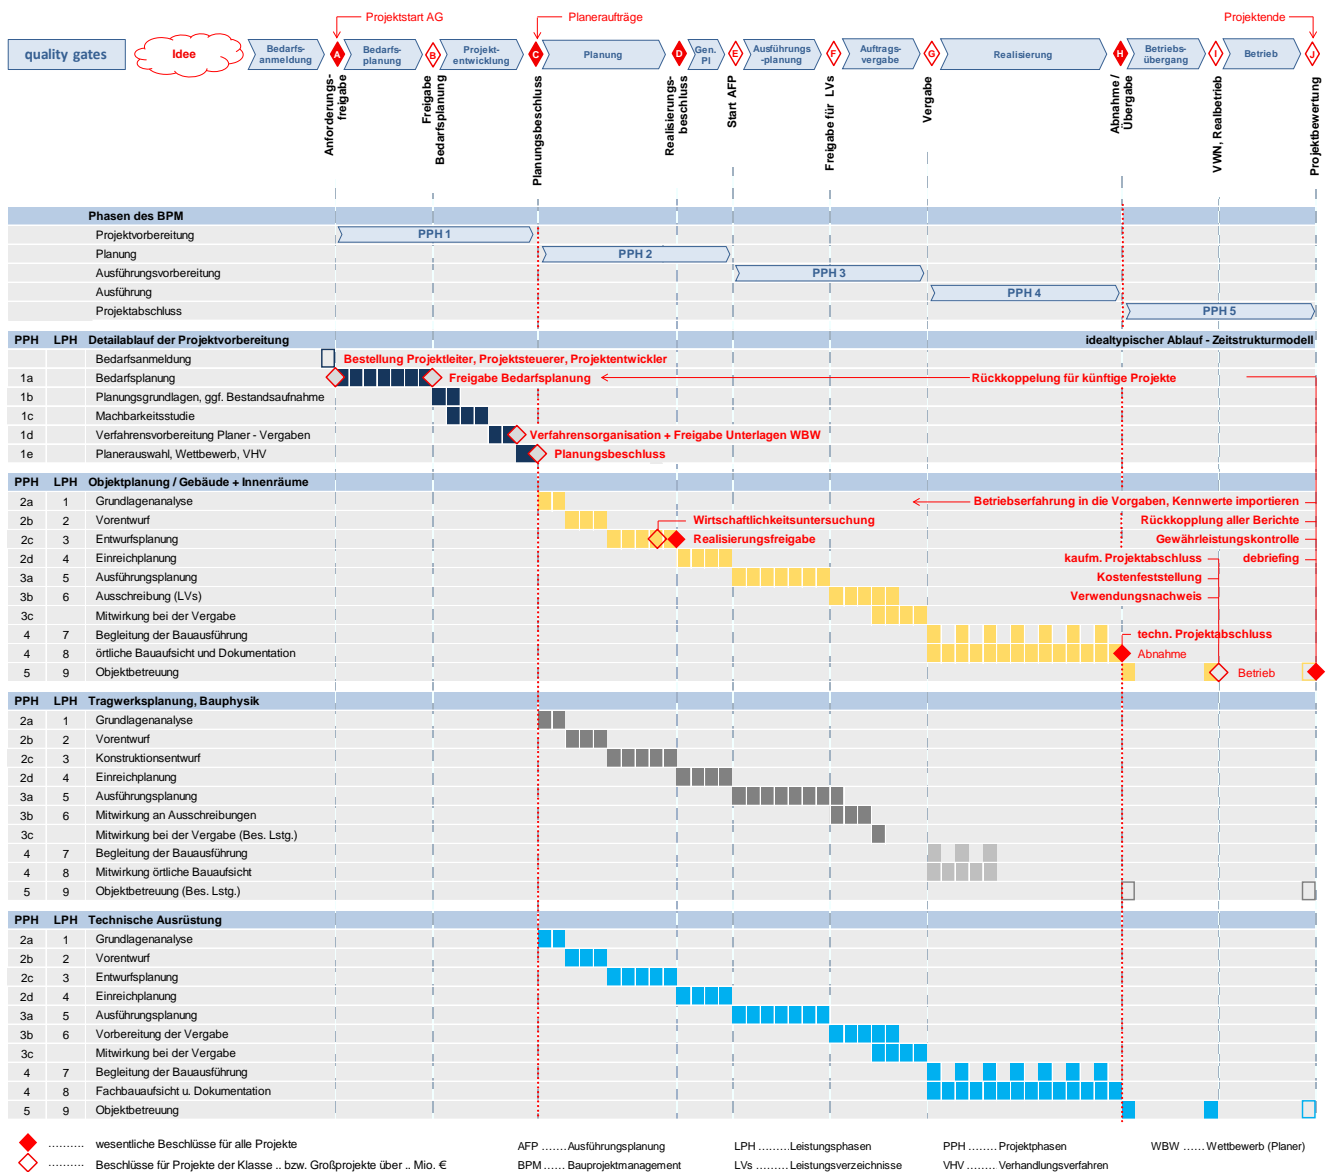 Projektstart AG
Planeraufträge
Projektende
quality gates
Idee
Bedarfs-
anmeldung
A
Bedarfs-
planung
B
Projekt-
entwicklung
C
Planung
D
Gen.
Pl
E
Ausführungs
-planung
F
Auftrags-
vergabe
G
Realisierung
H
Betriebs-
übergang
I
Betrieb
J
Anforderungs-
freigabe
Freigabe
Bedarfsplanung
Planungsbeschluss
Realisierungs-
beschluss
Start AFP
Freigabe für LVs
Vergabe
Abnahme /
Übergabe
VWN, Realbetrieb
Projektbewertung
Phasen des BPM
Projektvorbereitung PPH 1
Planung PPH 2
Ausführungsvorbereitung PPH 3
Ausführung PPH 4
Projektabschluss PPH 5
PPH LPH Detailablauf der Projektvorbereitung idealtypischer Ablauf - Zeitstrukturmodell
Bedarfsanmeldung Bestellung Projektleiter, Projektsteuerer, Projektentwickler
1a Bedarfsplanung Freigabe Bedarfsplanung Rückkoppelung für künftige Projekte
1b Planungsgrundlagen, ggf. Bestandsaufnahme
1c Machbarkeitsstudie
1d Verfahrensvorbereitung Planer - Vergaben Verfahrensorganisation + Freigabe Unterlagen WBW
1e Planerauswahl, Wettbewerb, VHV Planungsbeschluss
PPH LPH Objektplanung / Gebäude + Innenräume
2a 1 Grundlagenanalyse Betriebserfahrung in die Vorgaben, Kennwerte importieren
2b 2 Vorentwurf Wirtschaftlichkeitsuntersuchung Rückkopplung aller Berichte
2c 3 Entwurfsplanung Realisierungsfreigabe Gewährleistungskontrolle
2d 4 Einreichplanung kaufm. Projektabschluss debriefing
3a 5 Ausführungsplanung Kostenfeststellung
3b 6 Ausschreibung (LVs) Verwendungsnachweis
3c Mitwirkung bei der Vergabe
4 7 Begleitung der Bauausführung techn. Projektabschluss
4 8 örtliche Bauaufsicht und Dokumentation Abnahme
5 9 Objektbetreuung Betrieb
PPH LPH Tragwerksplanung, Bauphysik
2a 1 Grundlagenanalyse
2b 2 Vorentwurf
2c 3 Konstruktionsentwurf
2d 4 Einreichplanung
3a 5 Ausführungsplanung
3b 6 Mitwirkung an Ausschreibungen
3c Mitwirkung bei der Vergabe (Bes. Lstg.)
4 7 Begleitung der Bauausführung
4 8 Mitwirkung örtliche Bauaufsicht
5 9 Objektbetreuung (Bes. Lstg.)
PPH LPH Technische Ausrüstung
2a 1 Grundlagenanalyse
2b 2 Vorentwurf
2c 3 Entwurfsplanung
2d 4 Einreichplanung
3a 5 Ausführungsplanung
3b 6 Vorbereitung der Vergabe
3c Mitwirkung bei der Vergabe
4 7 Begleitung der Bauausführung
4 8 Fachbauaufsicht u. Dokumentation
5 9 Objektbetreuung
.......... wesentliche Beschlüsse für alle Projekte AFP ......Ausführungsplanung LPH .........Leistungsphasen PPH ........Projektphasen WBW ......Wettbewerb (Planer)
.......... Beschlüsse für Projekte der Klasse .. bzw. Großprojekte über .. Mio. € BPM ..... Bauprojektmanagement LVs .........Leistungsverzeichnisse VHV ........ Verhandlungsverfahren